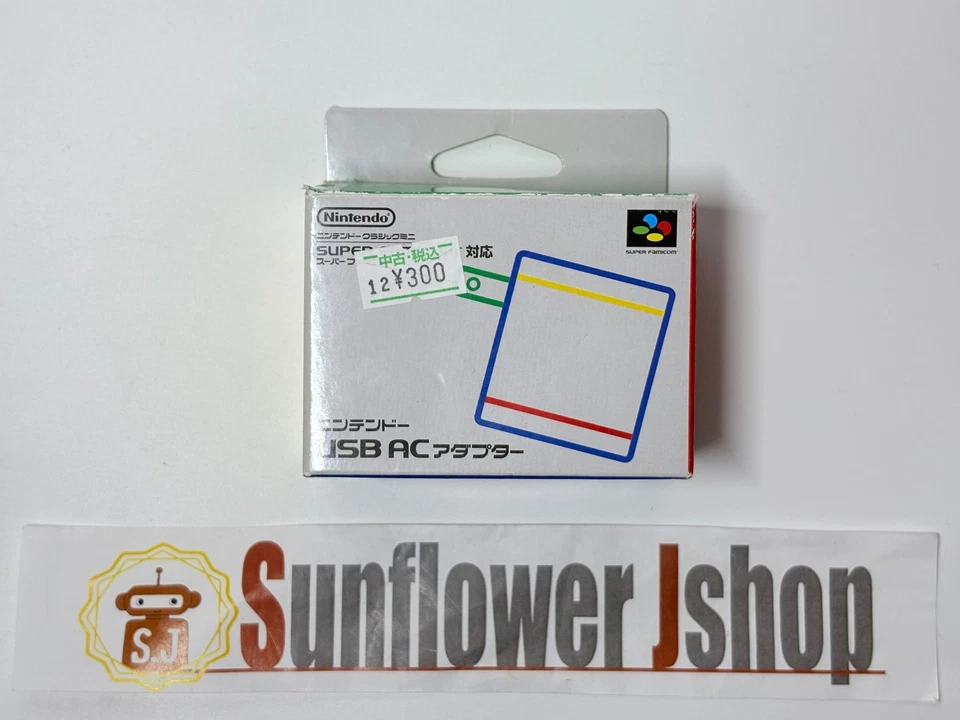 Nintendo
ニンテンドークラシックミニ
SUPER 対応
スーパーフ
中古・税込
12 ¥300
SUPER FAMICOM
ニンテンドー
USB ACアダプター
SJ
Sunflower Jshop